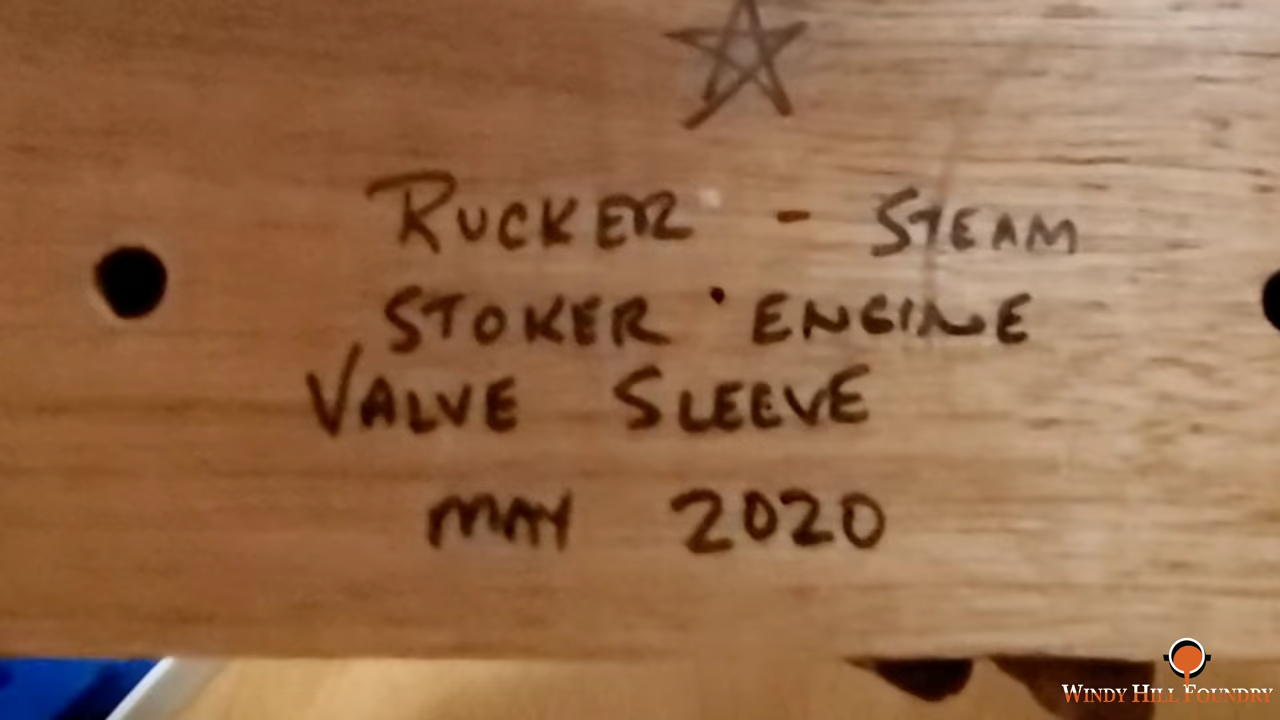 RUCKER - STEAM
STOKER ENGINE
VALVE SLEEVE
MAY 2020
WINDY HILL FOUNDRY